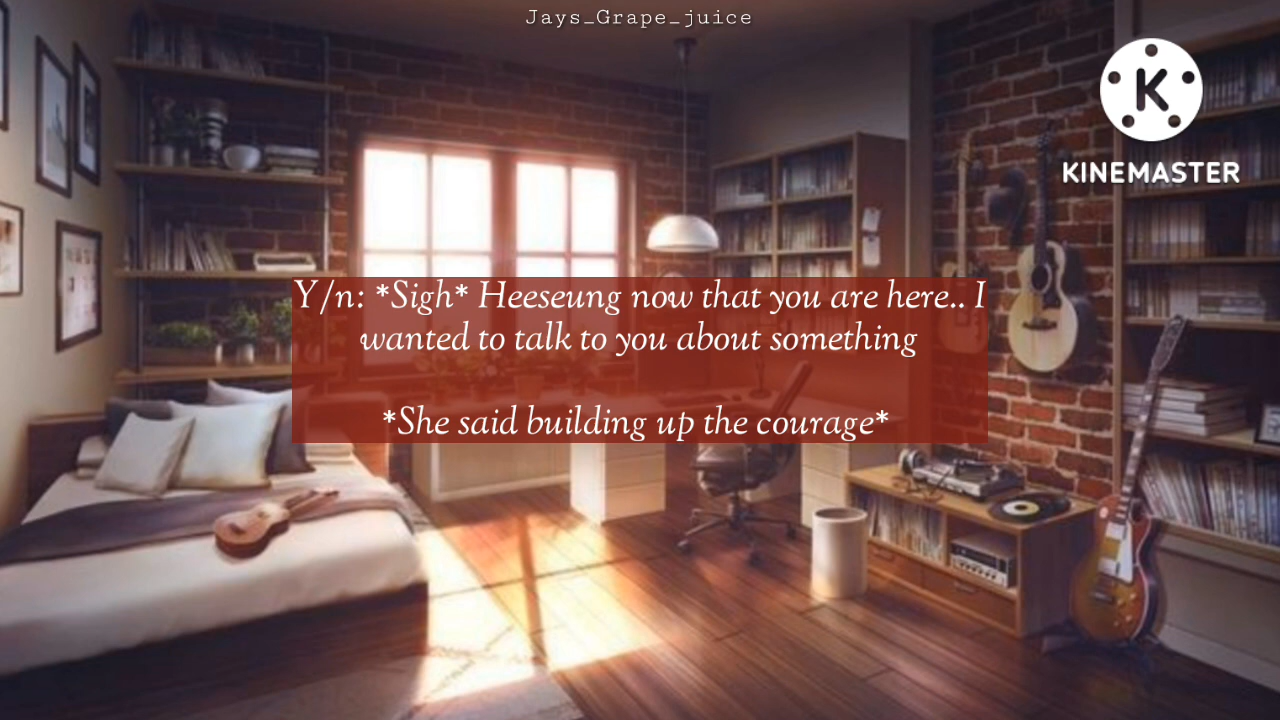 Jays_Grape_juice
K
KINEMASTER
Y/n: *Sigh* Heeseung now that you are here.. I
wanted to talk to you about something
*She said building up the courage*